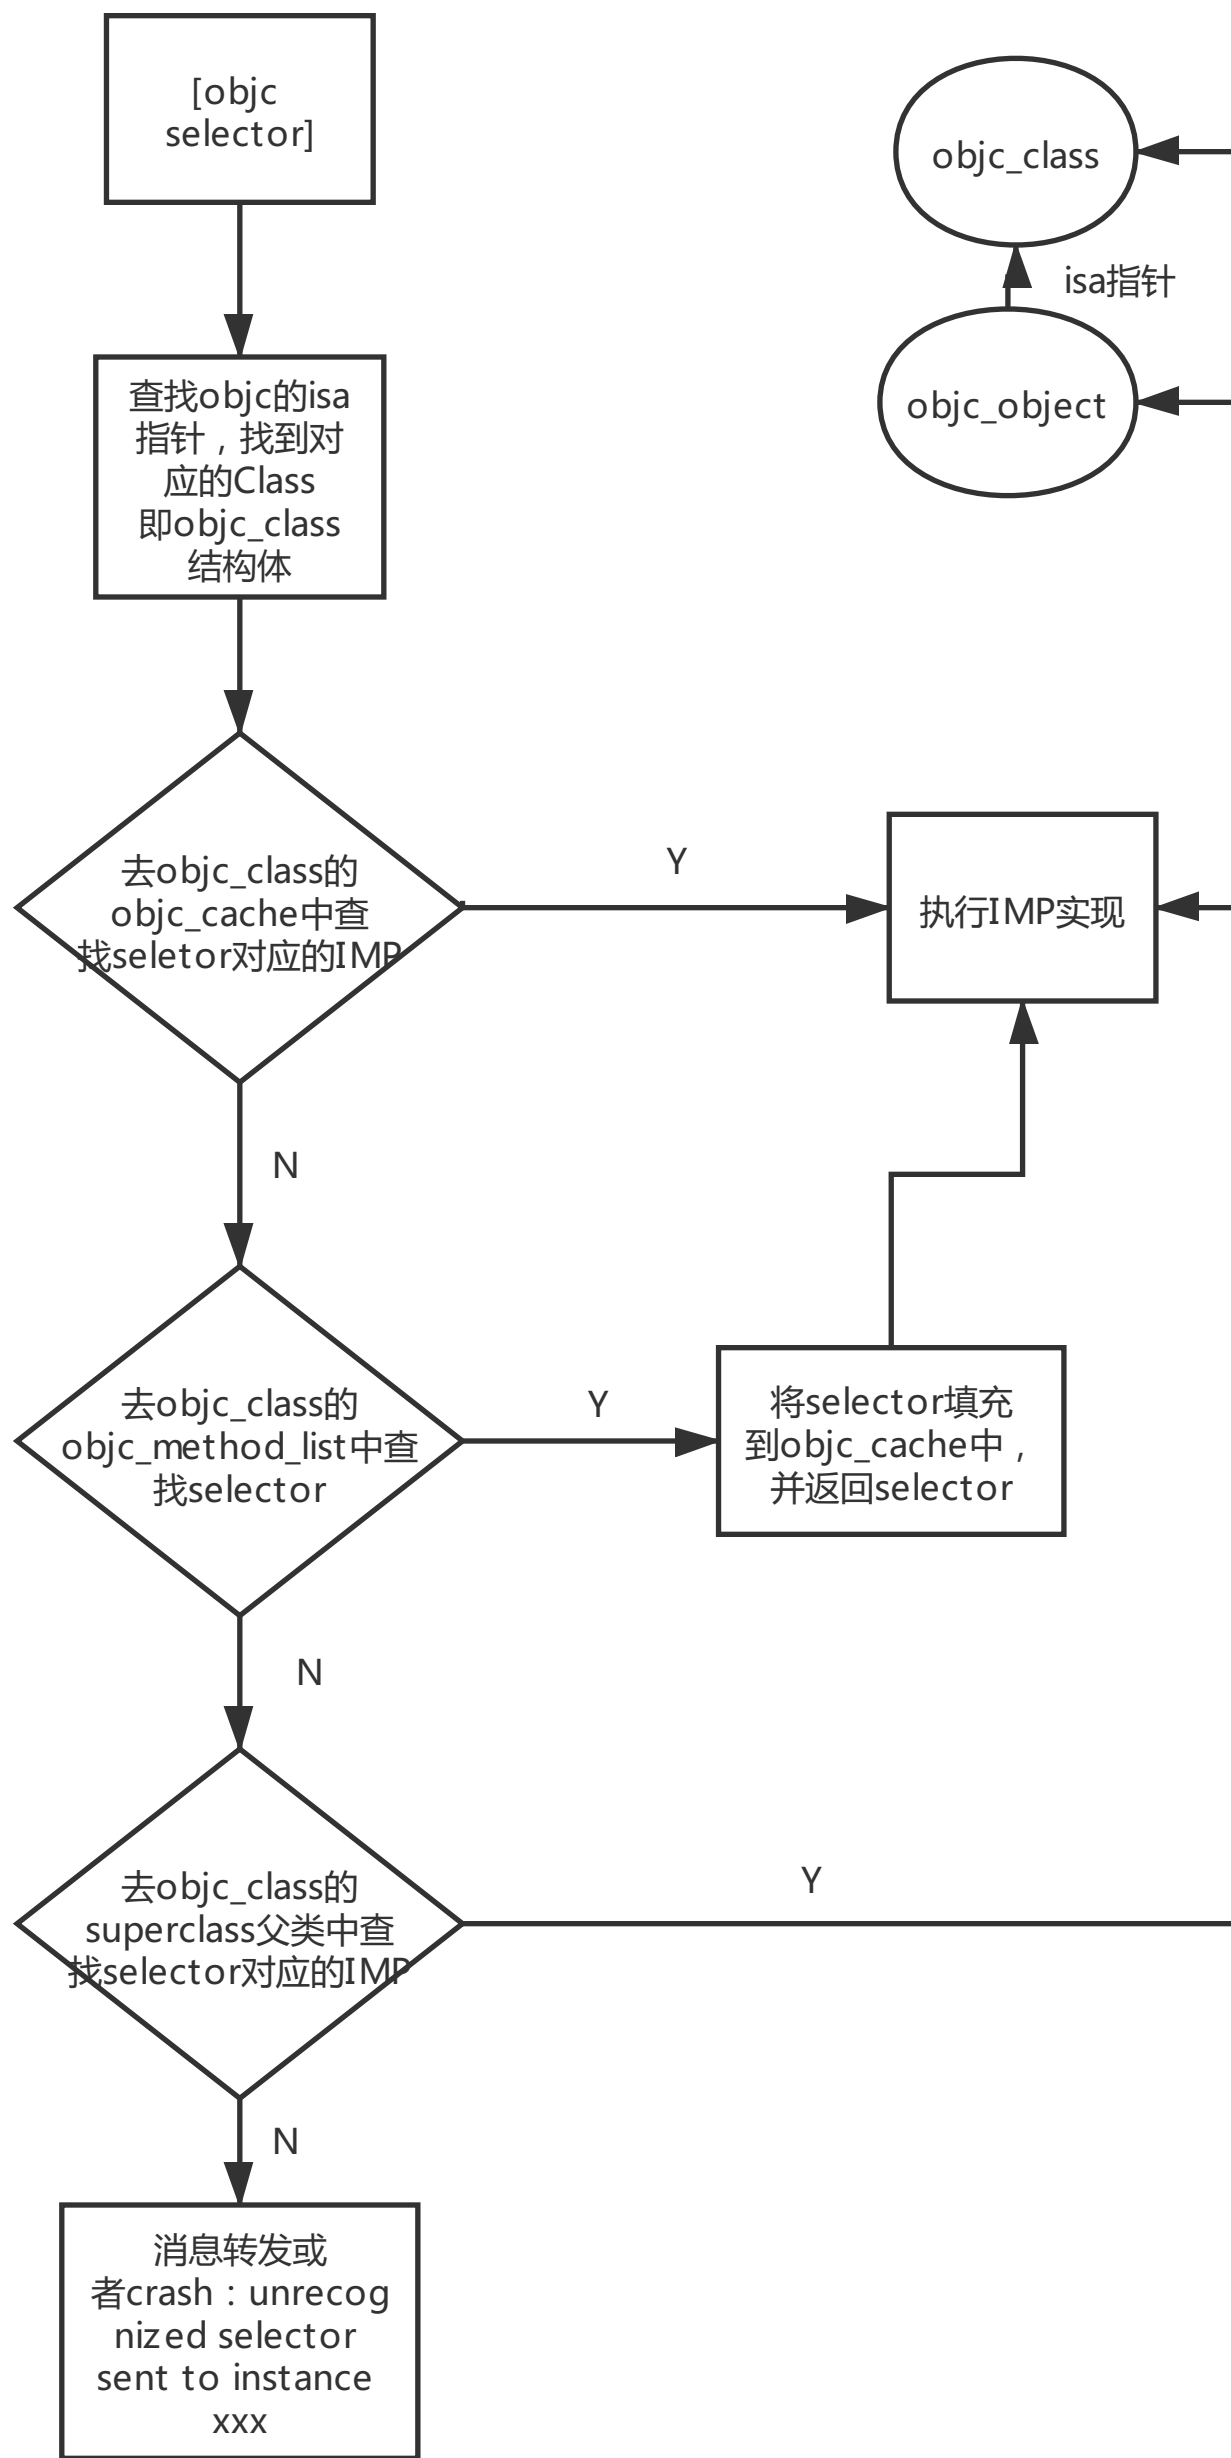 [objc
selector]
objc_class
isa指针
objc_object
查找objc的isa
指针，找到对
应的Class
即objc_class
结构体
去objc_class的
objc_cache中查
找seletor对应的IMP
Y
执行IMP实现
N
去objc_class的
objc_method_list中查
找selector
Y
将selector填充
到objc_cache中，
并返回selector
N
去objc_class的
superclass父类中查
找selector对应的IMP
Y
N
消息转发或
者crash：unrecog
nized selector
sent to instance
xxx